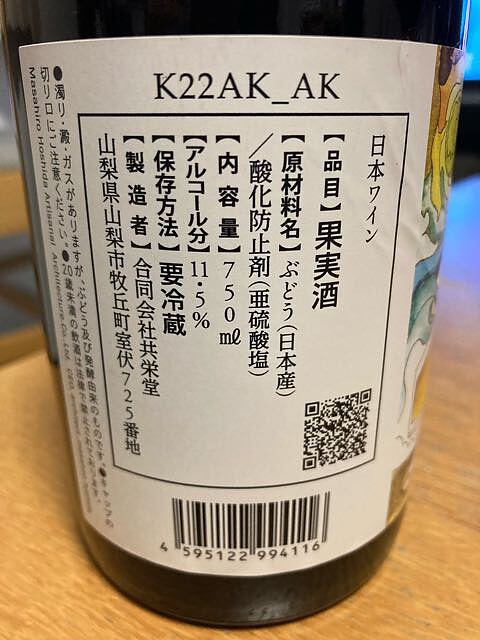 K22AK_AK
日本ワイン
【品目】果実酒
【原材料名】ぶどう(日本産)
／酸化防止剤(亜硫酸塩)
【内容量】750㎖
【アルコール分】11.5%
【保存方法】要冷蔵
【製造者】合同会社共栄堂
山梨県山梨市牧丘町室伏725番地
●濁り・澱・ガスがありますが、ぶどう及び発酵由来のものです。●キャップの
切り口にご注意ください。●20歳未満の飲酒は法律で禁止されております。
Masahiro Hoshida Artisanal Architecture.Co.,Ltd.
4 595122 994116